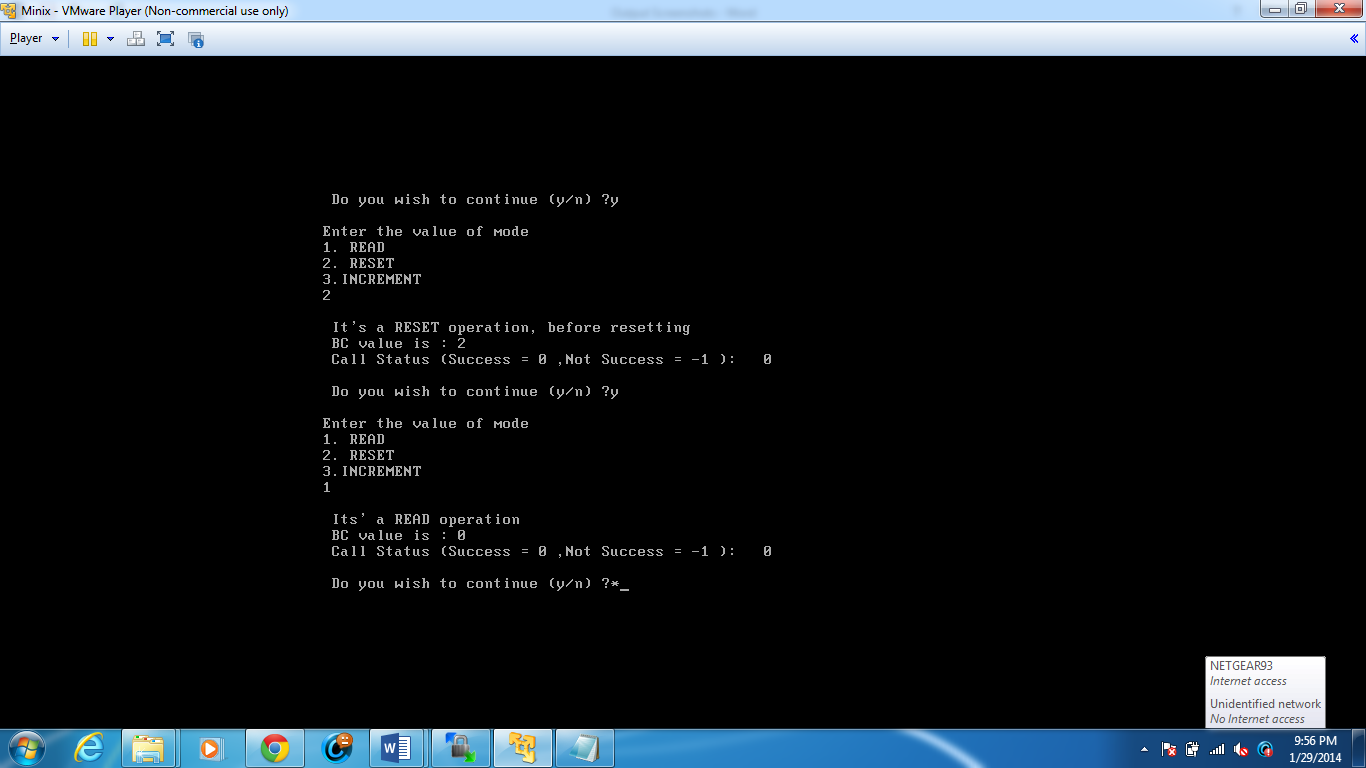 Minix - VMware Player (Non-commercial use only)
Player
Do you wish to continue (y/n) ?y
Enter the value of mode
1. READ
2. RESET
3.INCREMENT
2
It's a RESET operation, before resetting
BC value is : 2
Call Status (Success = 0 ,Not Success = -1 ): 0
Do you wish to continue (y/n) ?y
Enter the value of mode
1. READ
2. RESET
3.INCREMENT
1
Its' a READ operation
BC value is : 0
Call Status (Success = 0 ,Not Success = -1 ): 0
Do you wish to continue (y/n) ?*_
NETGEAR93
Internet access
Unidentified network
No Internet access
9:56 PM
1/29/2014